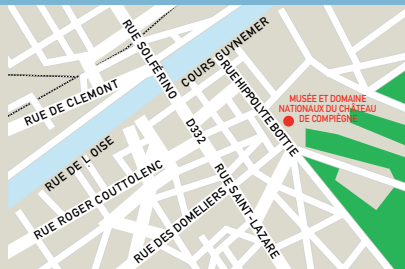 RUE SOLFÉRINO
COURS GUYNEMER
RUE HIPPOLYTE BOTTIE
MUSÉE ET DOMAINE
NATIONAUX DU CHÂTEAU
DE COMPIÈGNE
RUE DE CLEMONT
D332
RUE DE L OISE
RUE ROGER COUTTOLENC
RUE DES DOMELIERS
RUE SAINT-LAZARE